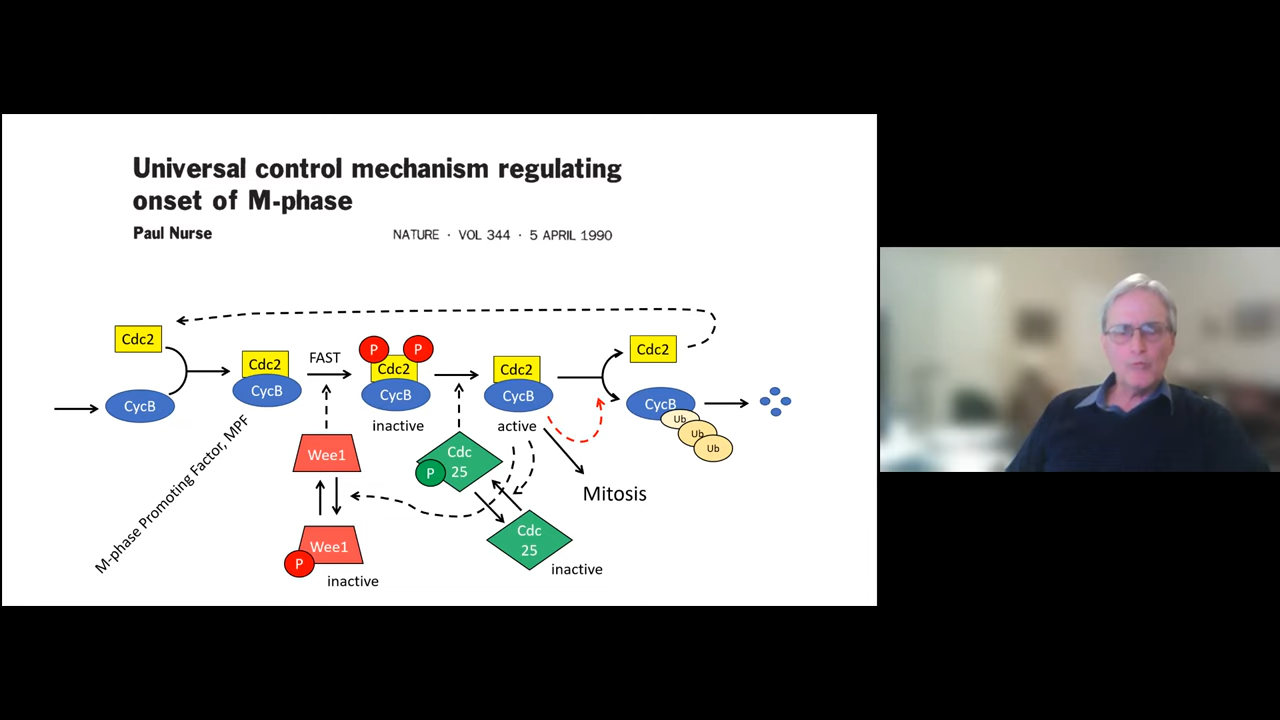 Universal control mechanism regulating
onset of M-phase
Paul Nurse
NATURE · VOL 344 · 5 APRIL 1990
Cdc2
CycB
M-phase Promoting Factor, MPF
Cdc2
CycB
FAST
P
P
Cdc2
CycB
inactive
Cdc2
CycB
active
Cdc2
CycB
Ub
Ub
Ub
Wee1
P
Wee1
inactive
Cdc
25
P
Cdc
25
inactive
Mitosis